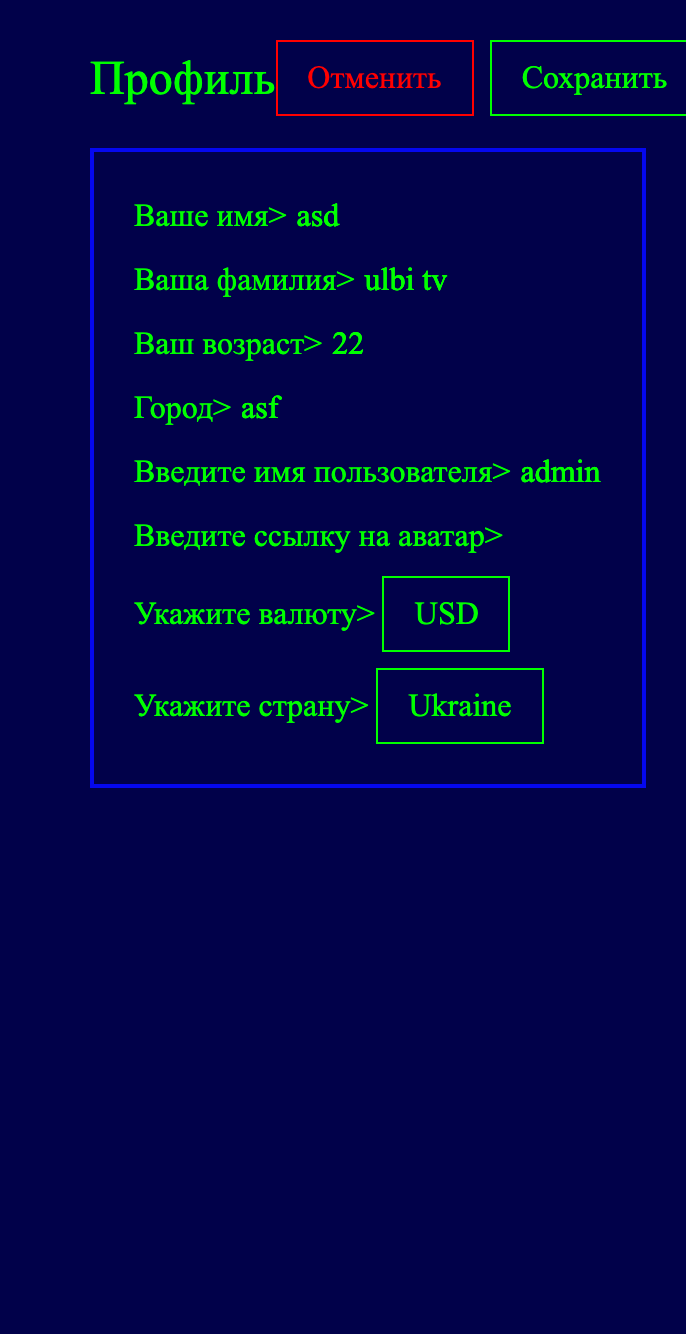 Профиль Отменить Сохранить
Ваше имя> asd
Ваша фамилия> ulbi tv
Ваш возраст> 22
Город> asf
Введите имя пользователя> admin
Введите ссылку на аватар>
Укажите валюту> USD
Укажите страну> Ukraine